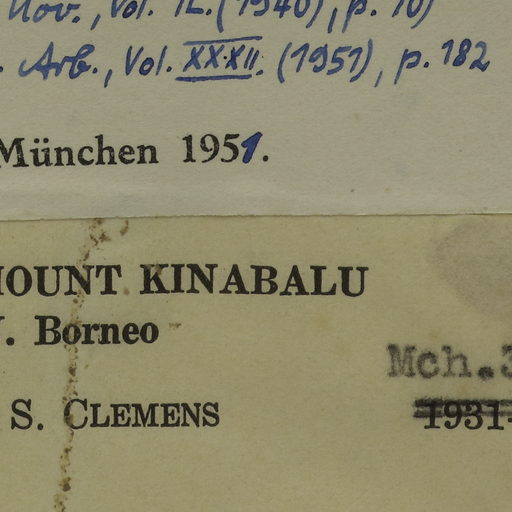 Nov., Vol. IL. (1940), p. 10)
. Arb., Vol. XXXII. (1951), p. 182
München 1951.
MOUNT KINABALU
. Borneo
Mch.3
S. CLEMENS
1931-